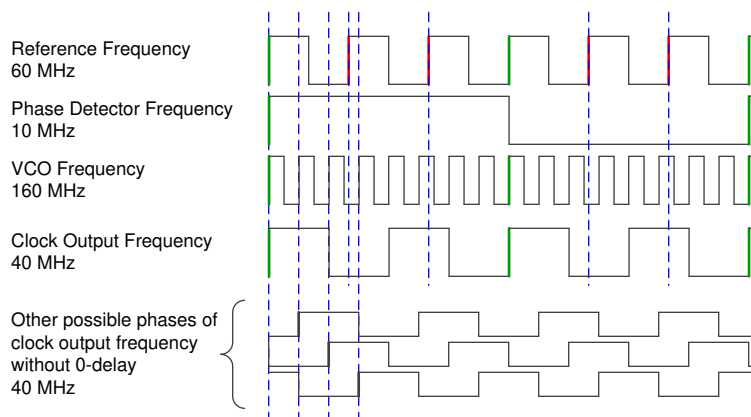 Reference Frequency
60 MHz
Phase Detector Frequency
10 MHz
VCO Frequency
160 MHz
Clock Output Frequency
40 MHz
Other possible phases of
clock output frequency
without 0-delay
40 MHz